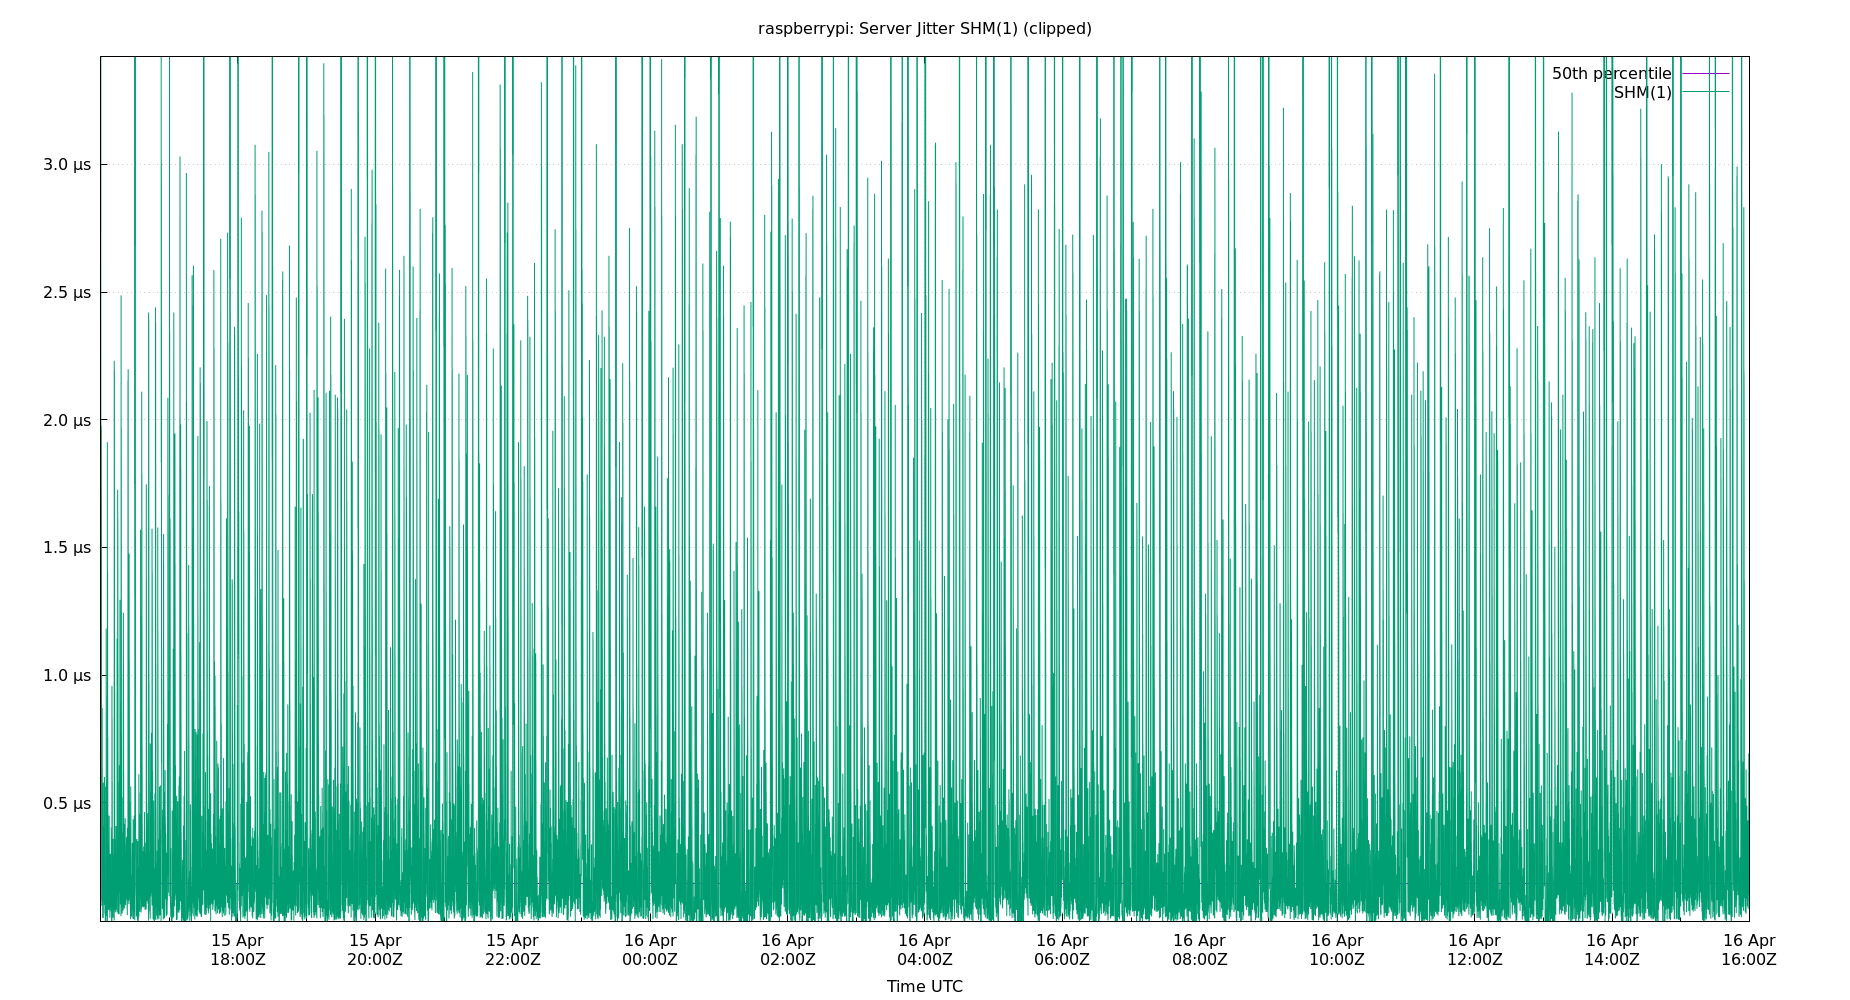 raspberrypi: Server Jitter SHM(1) (clipped)
50th percentile
SHM(1)
3.0 µs
2.5 µs
2.0 µs
1.5 µs
1.0 µs
0.5 µs
15 Apr 15 Apr 15 Apr 16 Apr 16 Apr 16 Apr 16 Apr 16 Apr 16 Apr 16 Apr 16 Apr 16 Apr
18:00Z 20:00Z 22:00Z 00:00Z 02:00Z 04:00Z 06:00Z 08:00Z 10:00Z 12:00Z 14:00Z 16:00Z
Time UTC